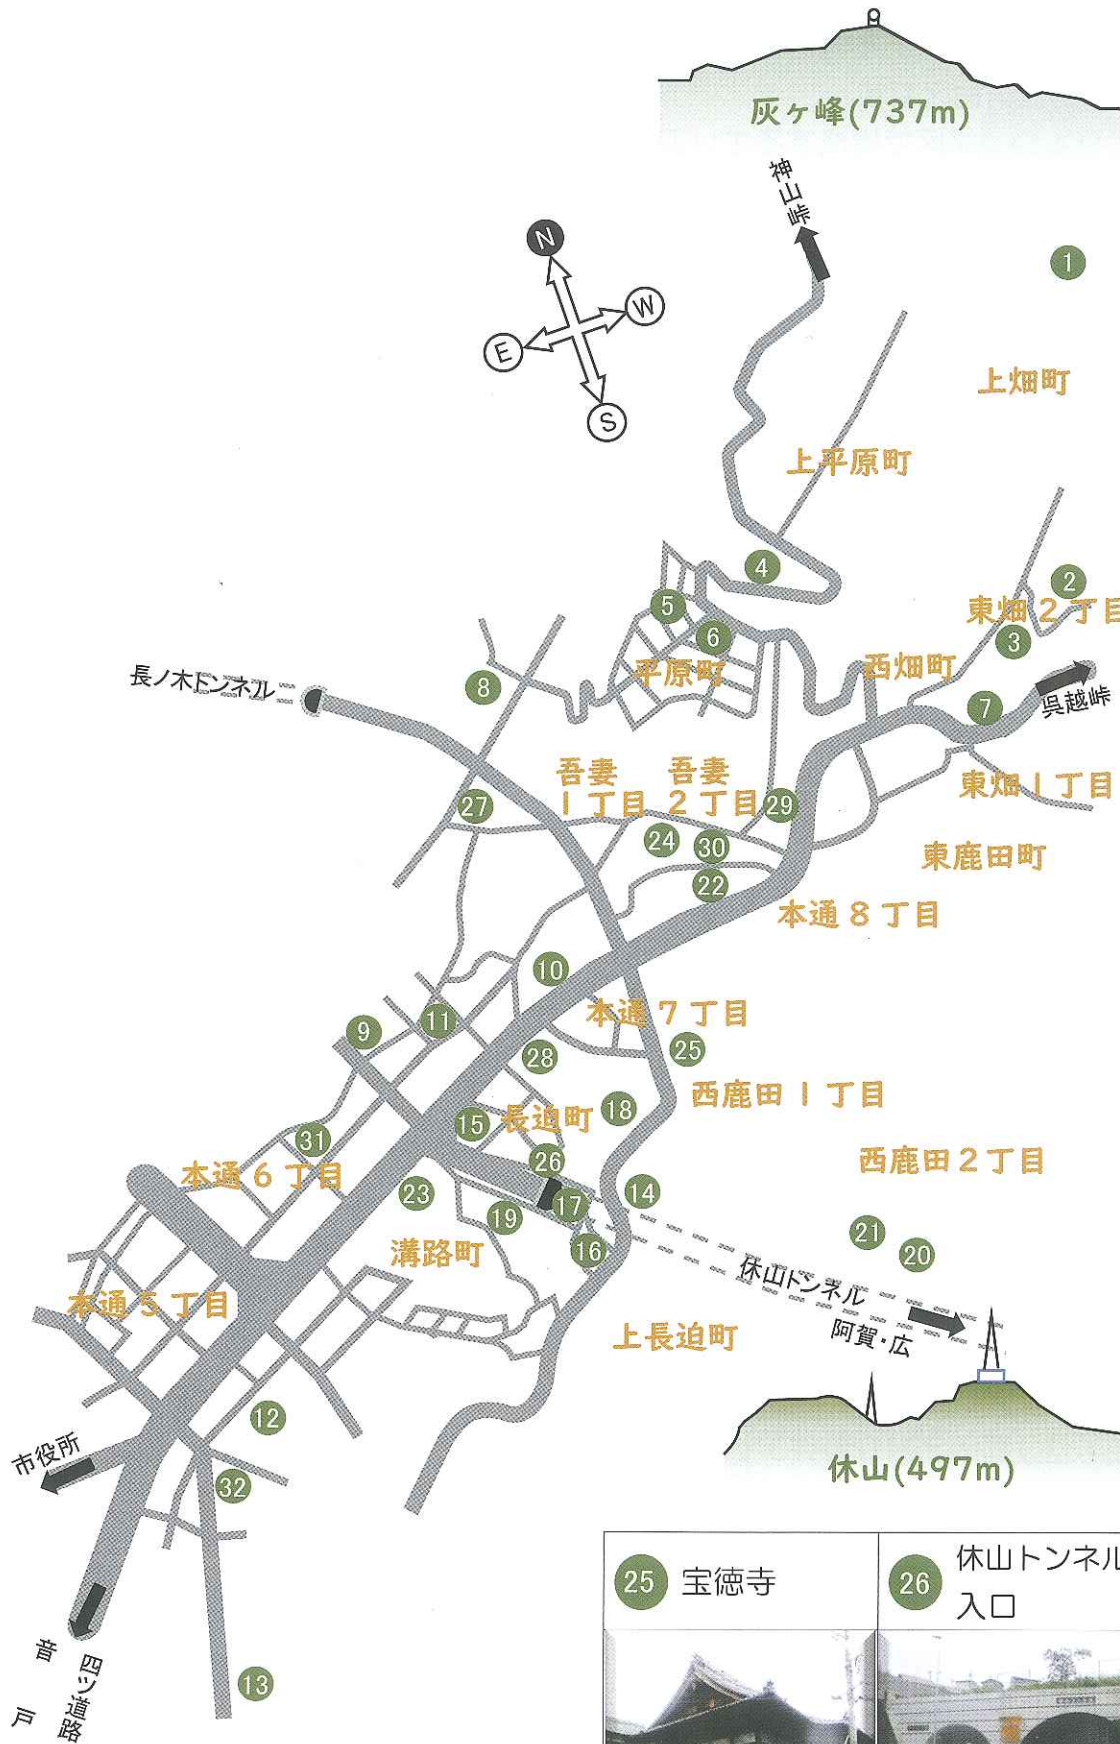 灰ヶ峰(737m)
神山峠
N
W
E
S
1
上畑町
上平原町
4
2
5
東畑2丁目
3
6
平原町
西畑町
長ノ木トンネル
8
7
呉越峠
吾妻
1丁目
吾妻
2丁目
29
東畑1丁目
27
24
30
東鹿田町
22
本通8丁目
10
本通7丁目
11
9
28
25
西鹿田1丁目
18
15
長迫町
31
26
西鹿田2丁目
本通6丁目
23
17
14
19
21
20
16
溝路町
休山トンネル
本通5丁目
阿賀・広
上長迫町
12
市役所
休山(497m)
32
25 宝徳寺
26 休山トンネル
入口
13
音戸
四ツ道路